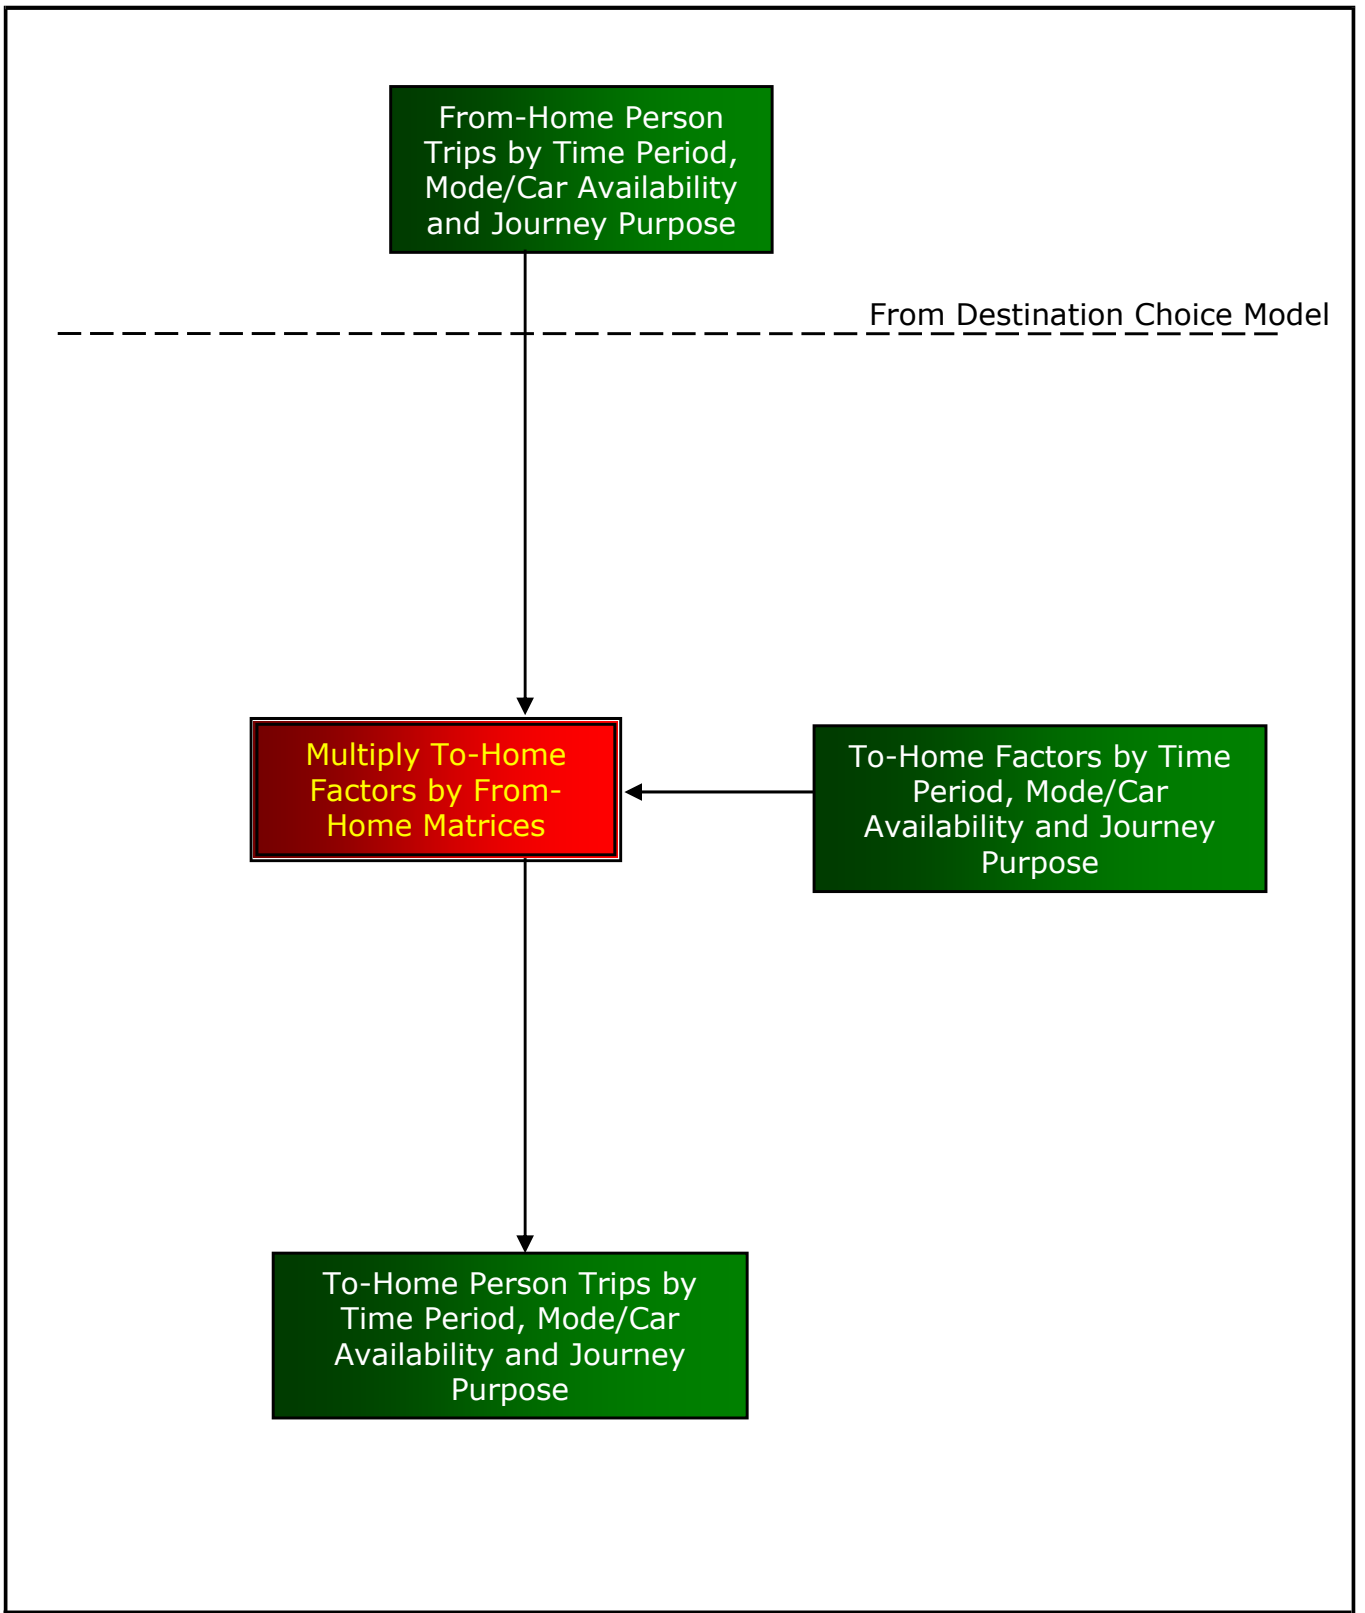 From-Home Person
Trips by Time Period,
Mode/Car Availability
and Journey Purpose
From Destination Choice Model
Multiply To-Home
Factors by From-
Home Matrices
To-Home Factors by Time
Period, Mode/Car
Availability and Journey
Purpose
To-Home Person Trips by
Time Period, Mode/Car
Availability and Journey
Purpose